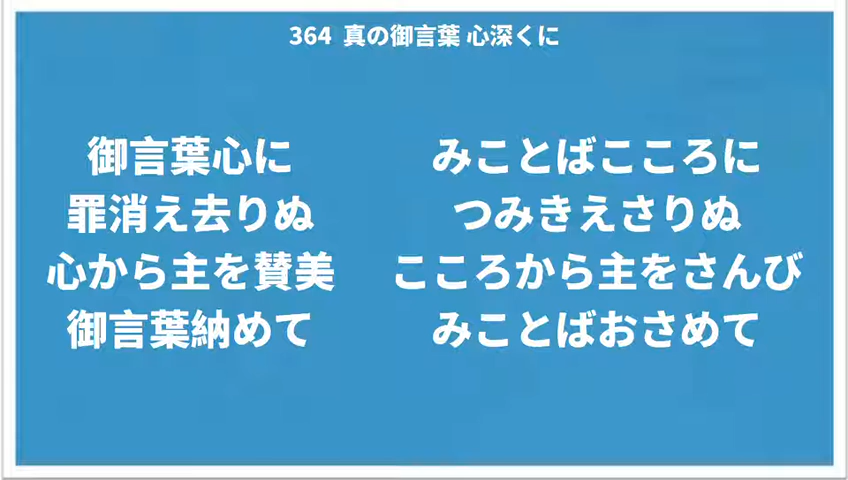 364 真の御言葉 心深くに
御言葉心に
罪消え去りぬ
心から主を賛美
御言葉納めて
みことばこころに
つみきえさりぬ
こころから主をさんび
みことばおさめて